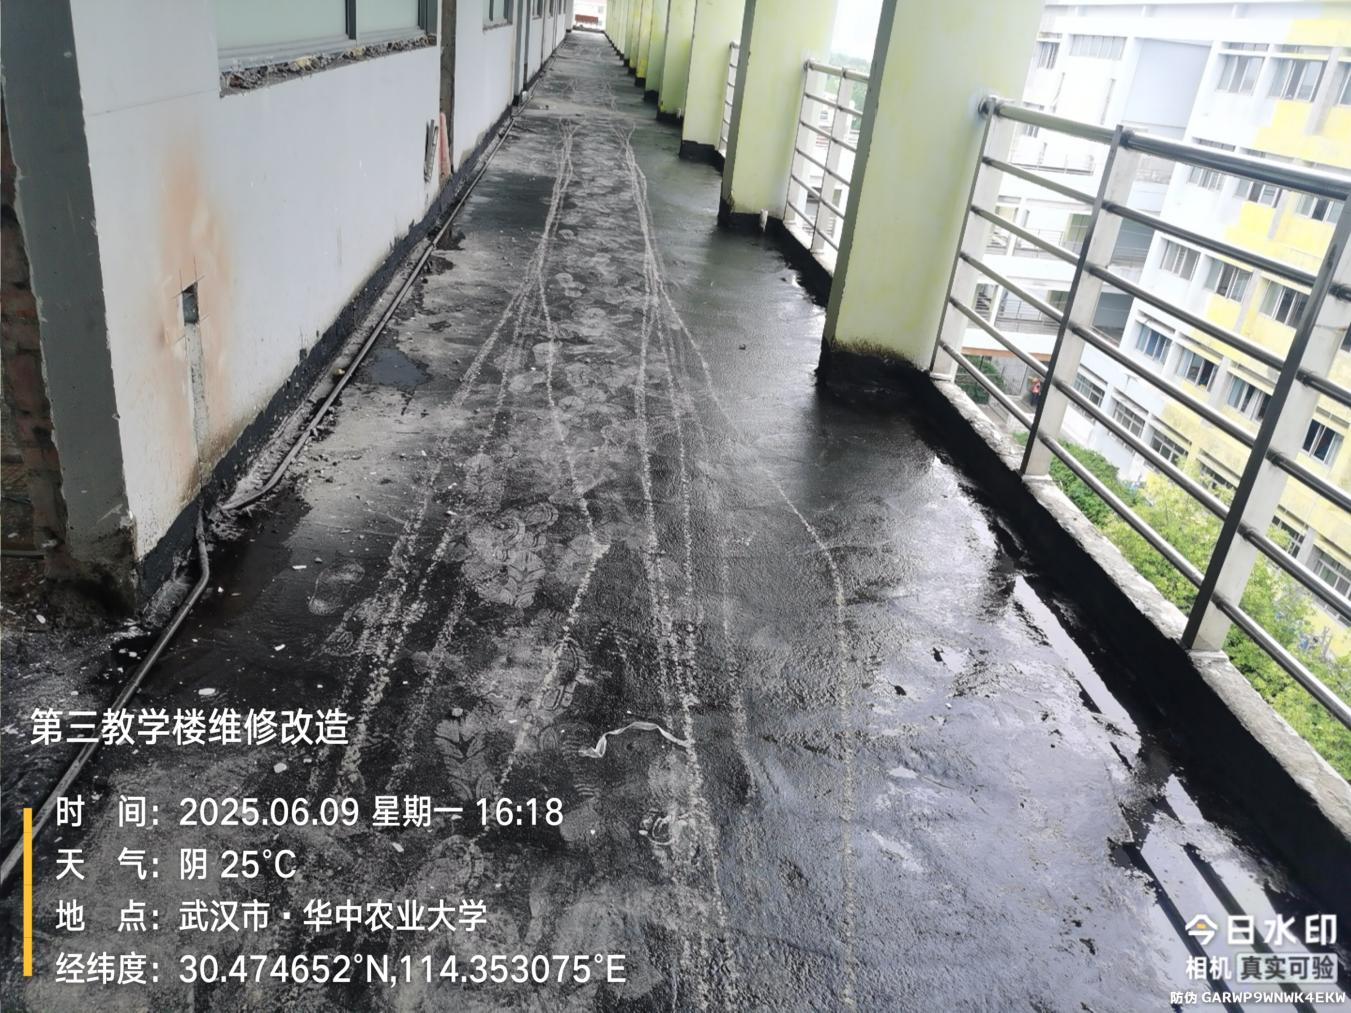 第三教学楼维修改造
时 间：2025.06.09 星期一 16:18
天 气：阴 25°C
地 点：武汉市·华中农业大学
经纬度：30.474652°N,114.353075°E
今日水印
相机 真实可验
防伪 GARWP9WNWK4EKW